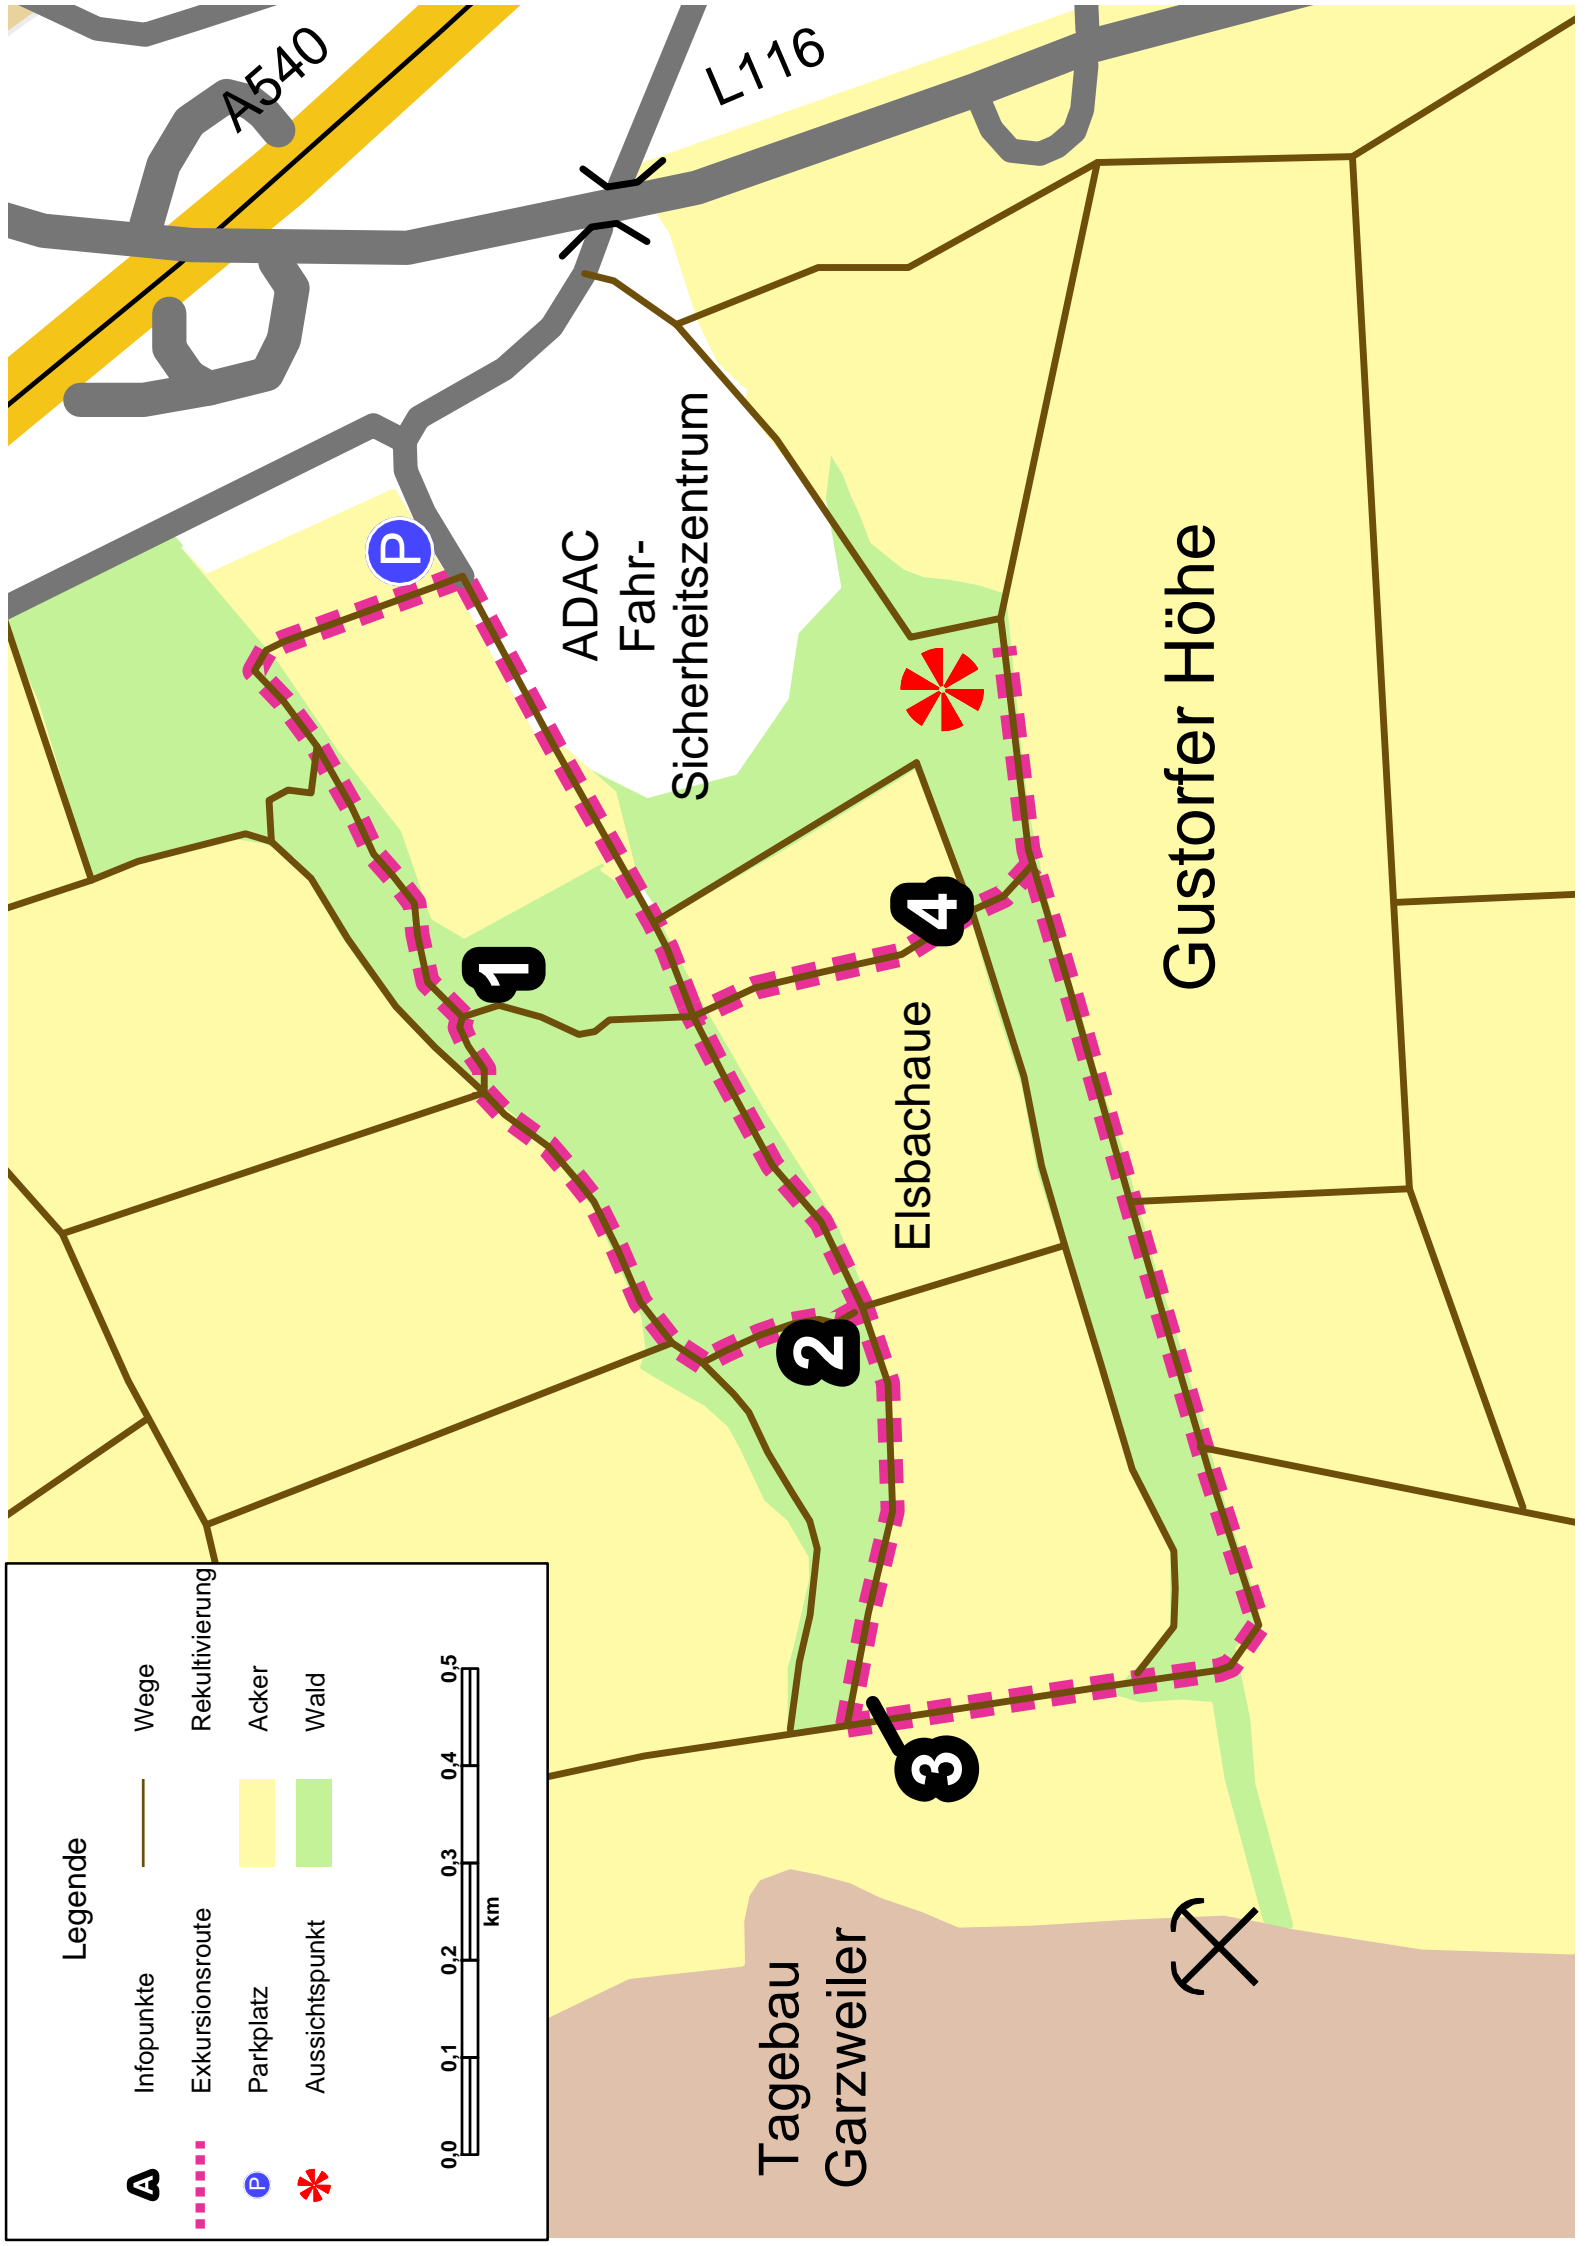 A540
L116
P
ADAC
Fahr-
Sicherheitszentrum
Gustorfer Höhe
Elsbachaue
1
2
3
4
Tagebau
Garzweiler
Legende
A Infopunkte
Exkursionsroute
P Parkplatz
Aussichtspunkt
Wege
Rekultivierung
Acker
Wald
0,0 0,1 0,2 0,3 0,4 0,5
km